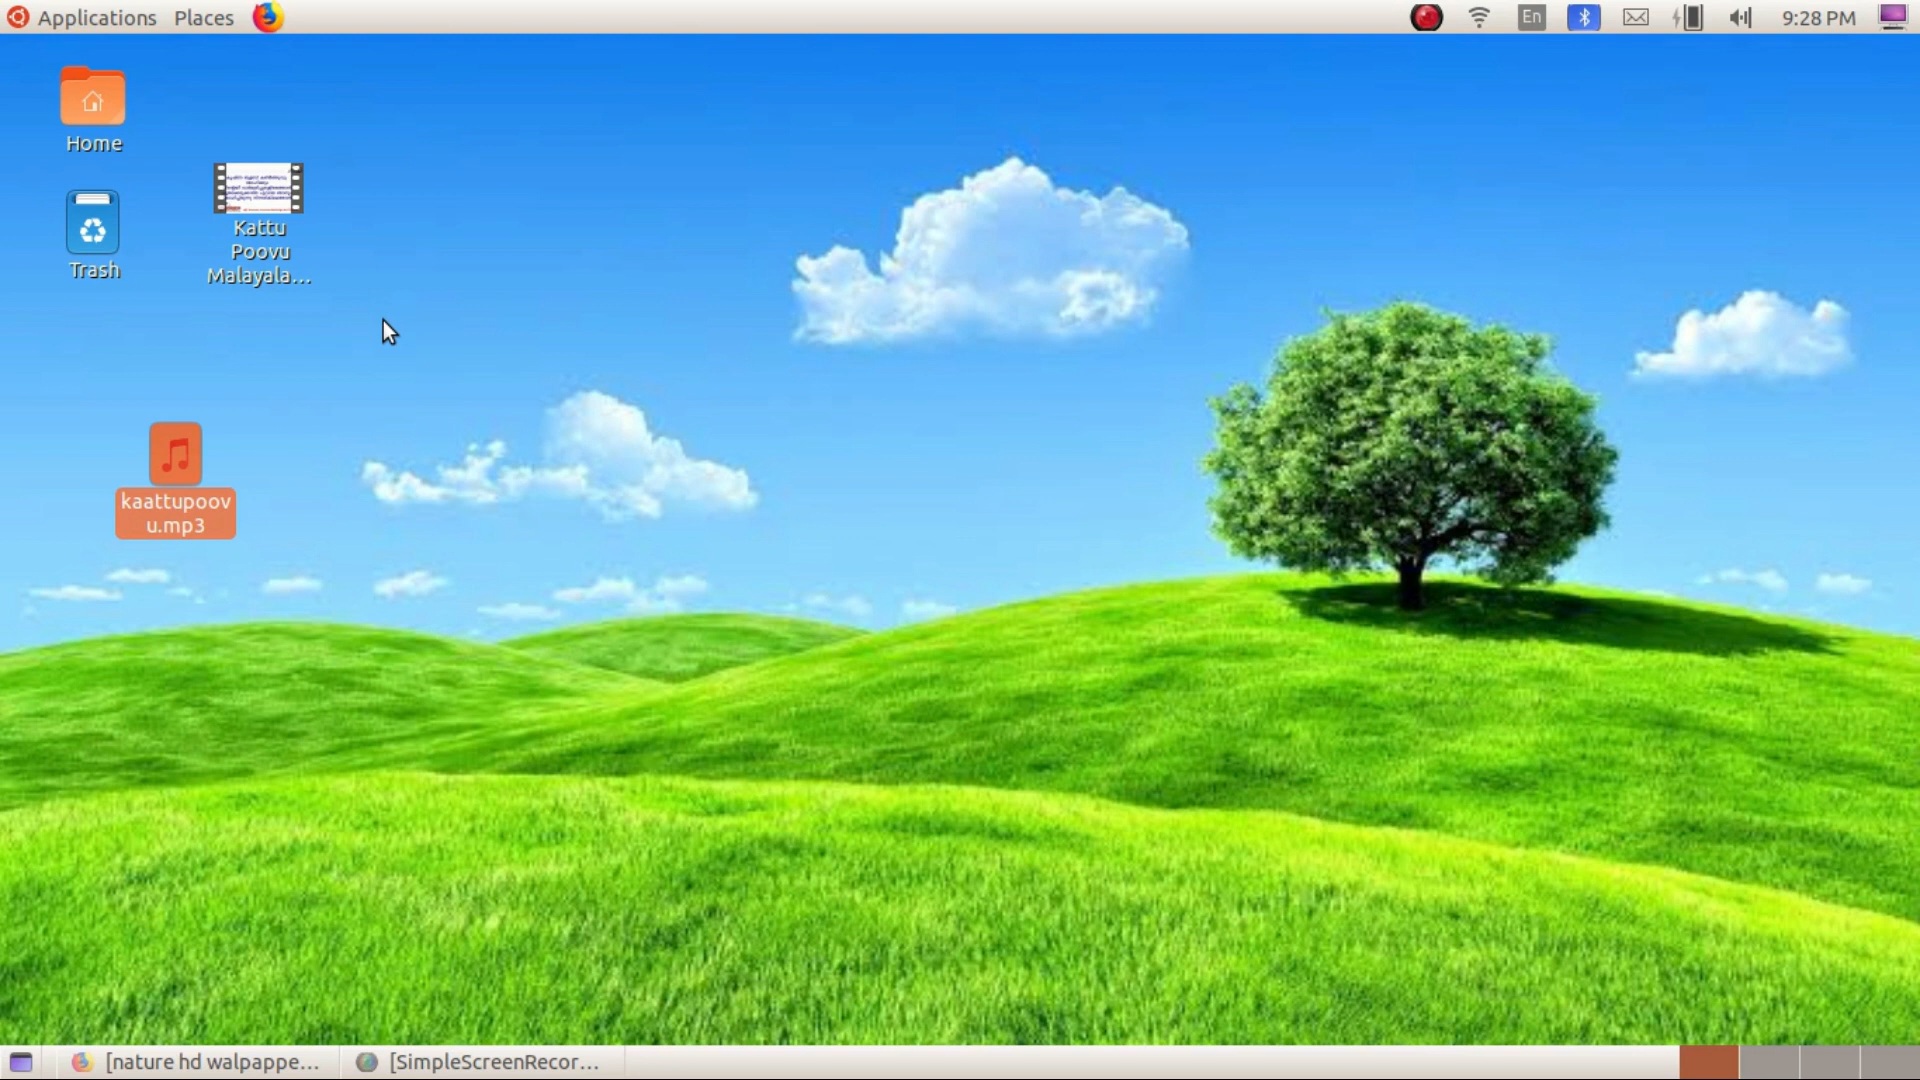 Applications Places
En
9:28 PM
Home
Trash
Kattu
Poovu
Malayala...
kaattupoov
u.mp3
[nature hd walpappe...
[SimpleScreenRecor...